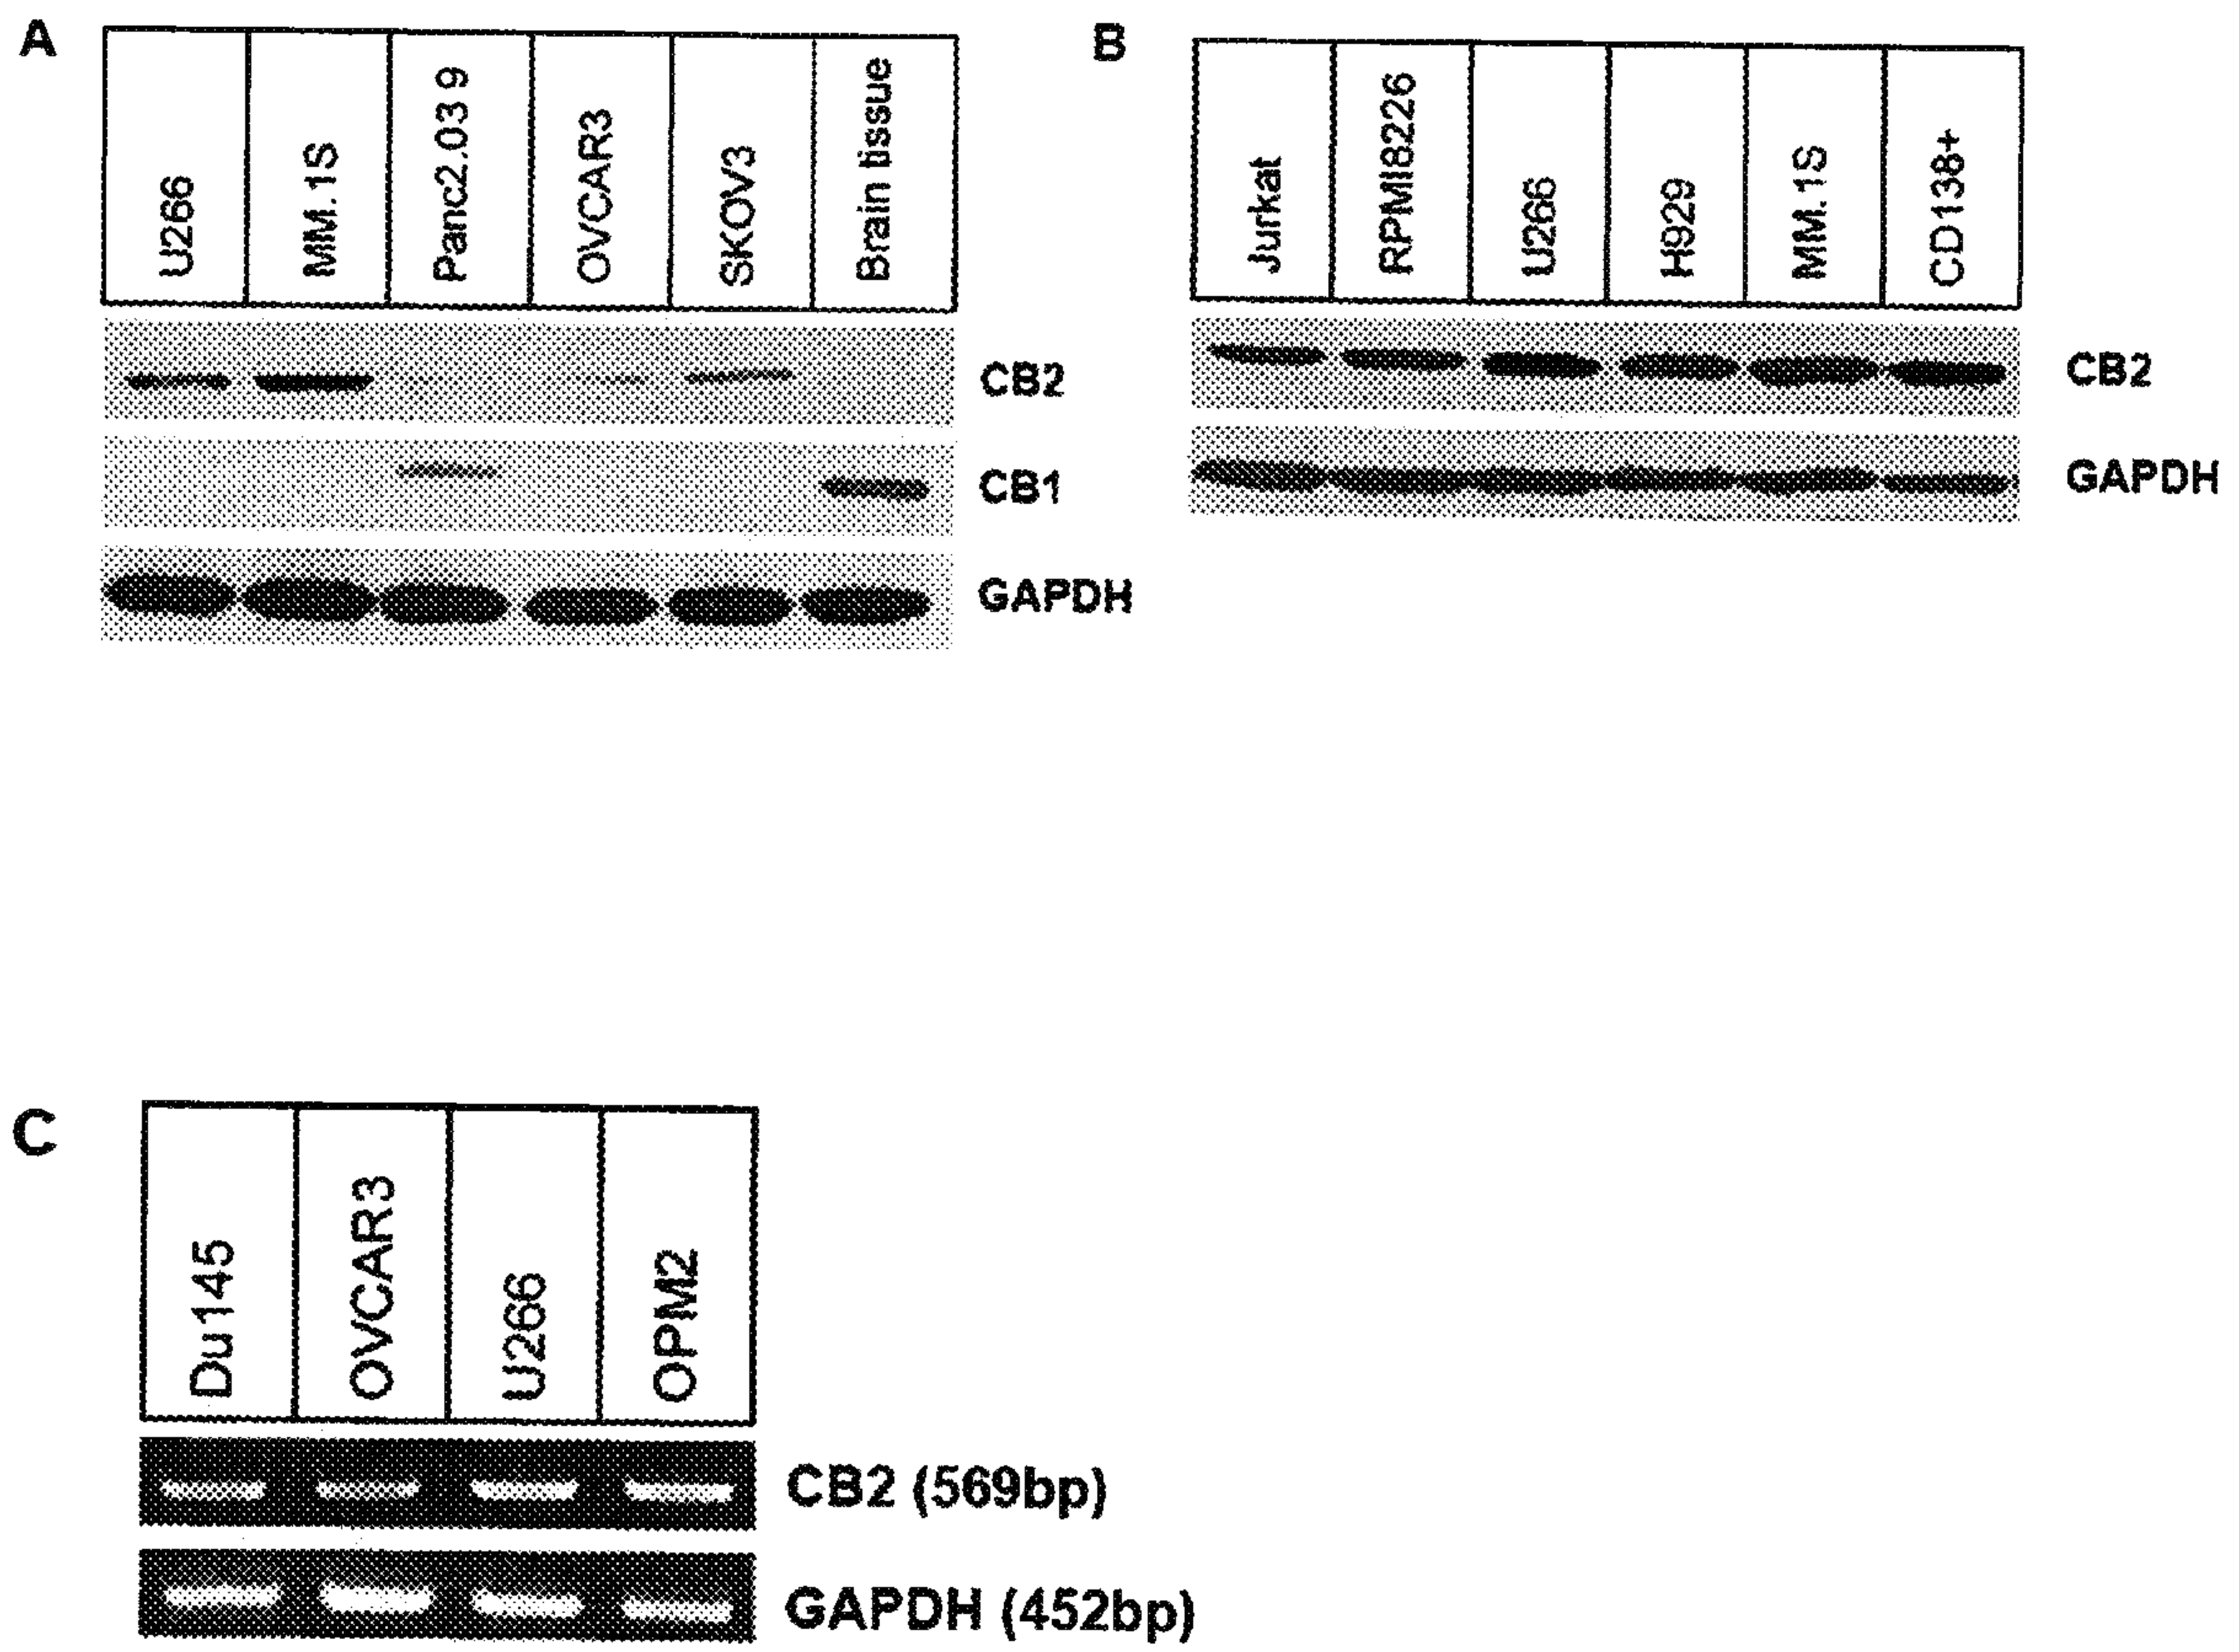 A
U266
MM.1S
Panc2.03 9
OVCAR3
SKOV3
Brain tissue
CB2
CB1
GAPDH
B
Jurkat
RPMI8226
U266
H929
MM.1S
CD138+
CB2
GAPDH
C
Du145
OVCAR3
U266
OPM2
CB2 (569bp)
GAPDH (452bp)